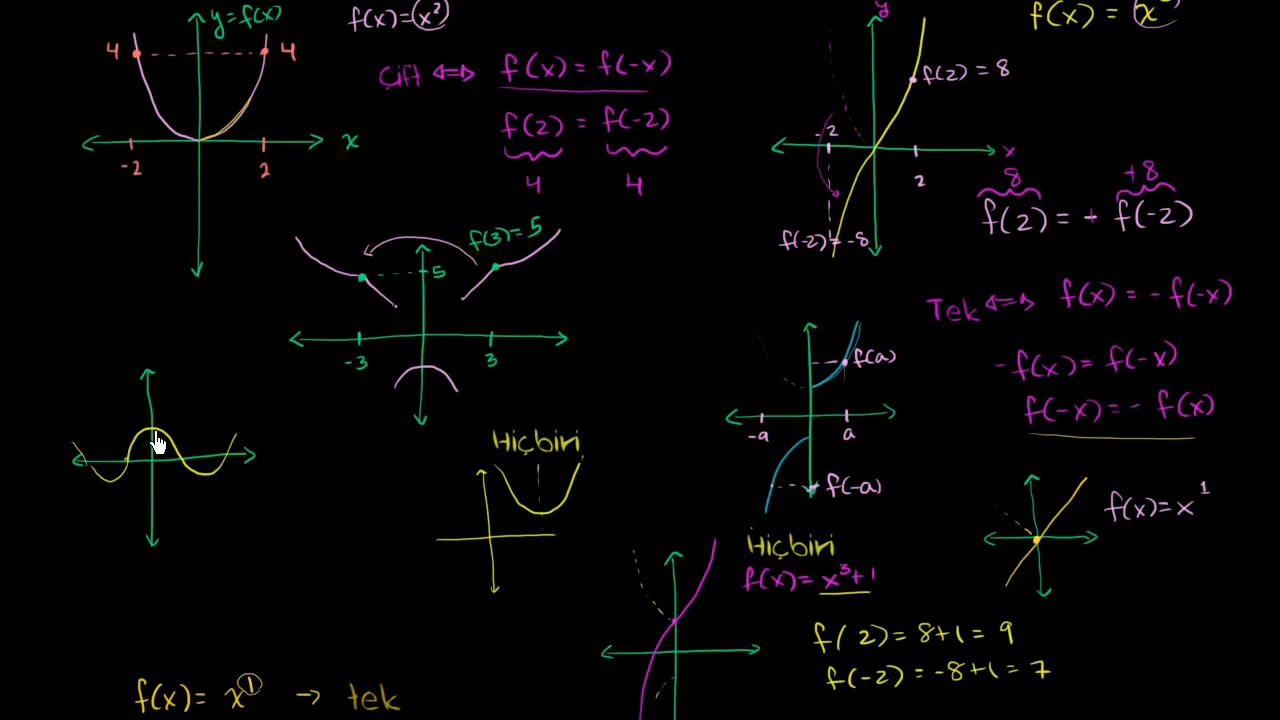 y=f(x)
f(x)=x²
4
4
-2
2
x
Çift ⟺ f(x) = f(-x)
f(2) = f(-2)
4
4
f(3)=5
5
-3
3
Hiçbiri
f(x) = x¹ → tek
y
f(x) = x
f(2) = 8
-2
x
2
f(-2) = -8
8
+8
f(2) = + f(-2)
Tek ⟺ f(x) = - f(-x)
-f(x) = f(-x)
f(-x) = - f(x)
f(a)
-a
a
f(-a)
f(x)=x¹
Hiçbiri
f(x) = x³+1
f(2) = 8+1 = 9
f(-2) = -8+1 = 7